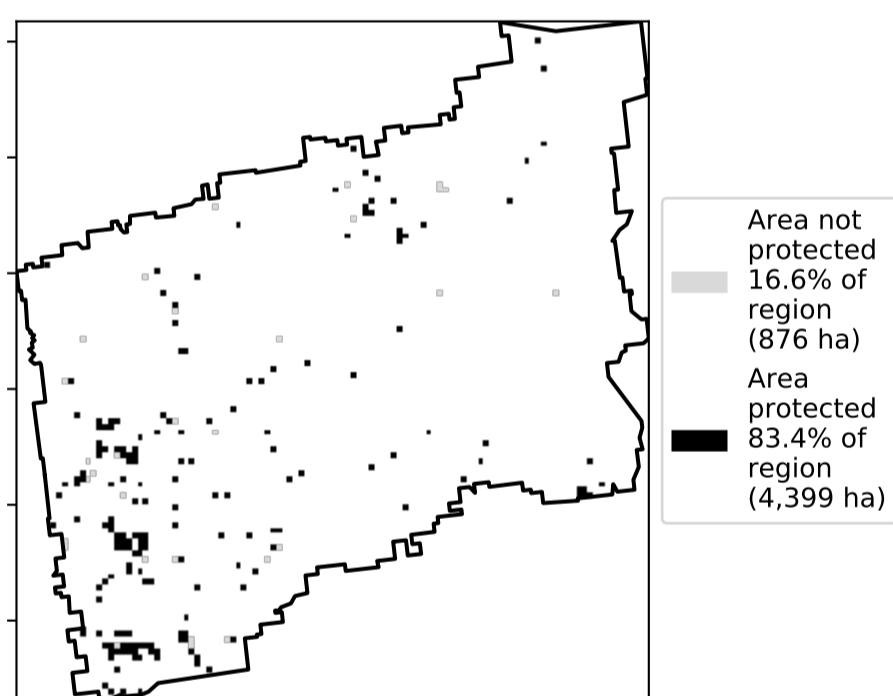 Area not
protected
16.6% of
region
(876 ha)
Area
protected
83.4% of
region
(4,399 ha)